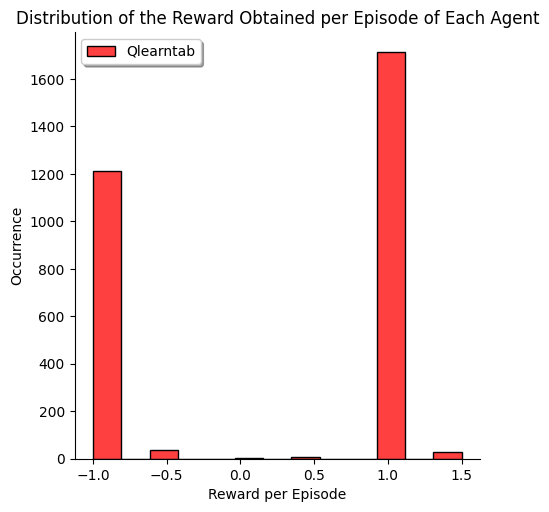 Distribution of the Reward Obtained per Episode of Each Agent
Qlearntab
1600
1400
1200
1000
800
600
400
200
0
Occurrence
−1.0 −0.5 0.0 0.5 1.0 1.5
Reward per Episode